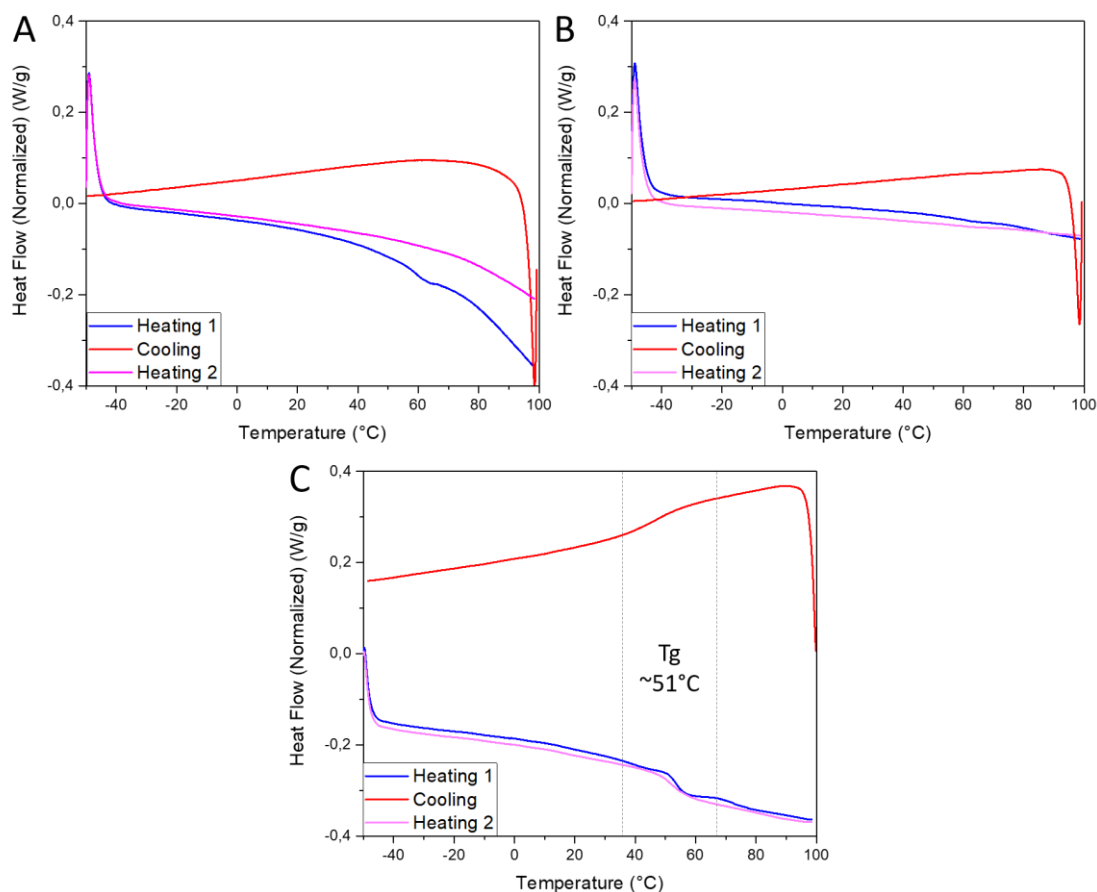 A
Heat Flow (Normalized) (W/g)
0,4
0,2
0,0
-0,2
-0,4
Heating 1
Cooling
Heating 2
-40 -20 0 20 40 60 80 100
Temperature (°C)
B
Heat Flow (Normalized) (W/g)
0,4
0,2
0,0
-0,2
-0,4
Heating 1
Cooling
Heating 2
-40 -20 0 20 40 60 80 100
Temperature (°C)
C
Heat Flow (Normalized) (W/g)
0,4
0,2
0,0
-0,2
-0,4
Tg
~51°C
Heating 1
Cooling
Heating 2
-40 -20 0 20 40 60 80 100
Temperature (°C)